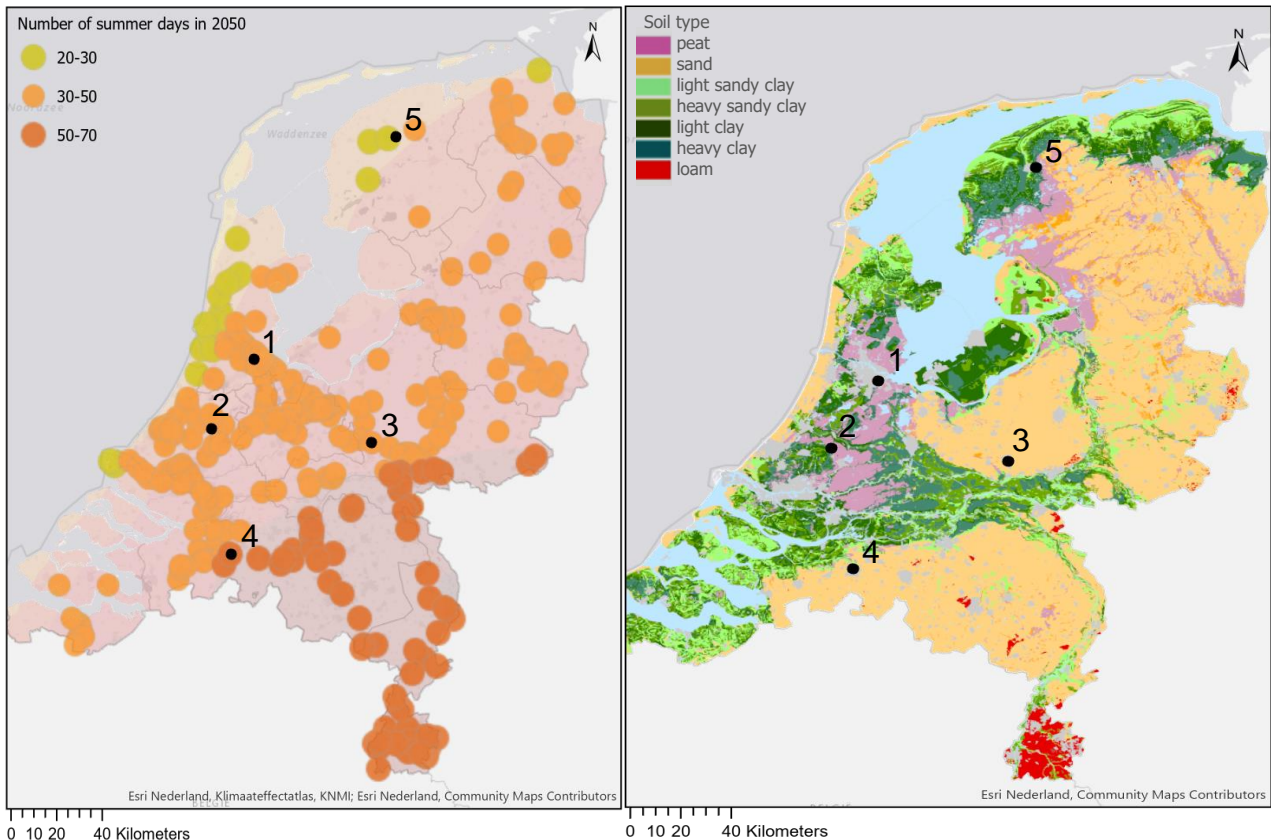 Number of summer days in 2050
20-30
30-50
50-70
N
Noordzee
Waddenzee
5
1
2
3
4
BELGIË
Esri Nederland, Klimaateffectatlas, KNMI; Esri Nederland, Community Maps Contributors
0 10 20 40 Kilometers
Soil type
peat
sand
light sandy clay
heavy sandy clay
light clay
heavy clay
loam
N
5
1
2
3
4
Esri Nederland, Community Maps Contributors
0 10 20 40 Kilometers